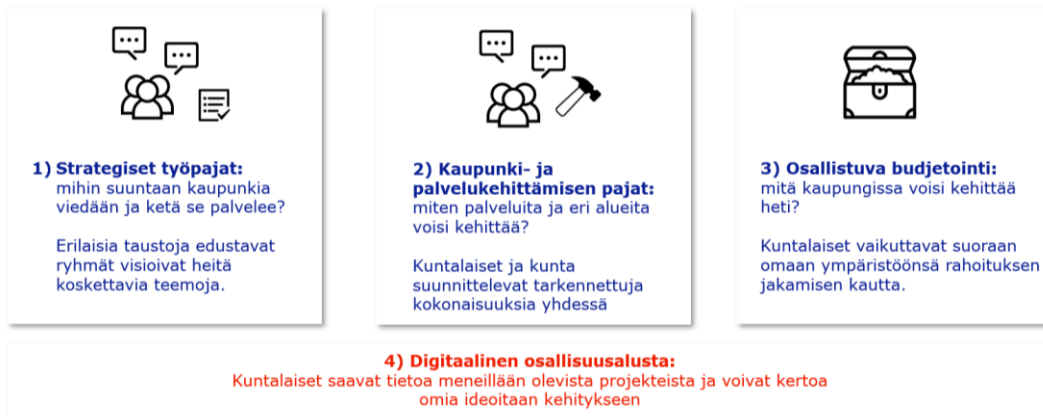 1) Strategiset työpajat:
mihin suuntaan kaupunkia
viedään ja ketä se palvelee?
Erilaisia taustoja edustavat
ryhmät visioivat heitä
koskettavia teemoja.
2) Kaupunki- ja
palvelukehittämisen pajat:
miten palveluita ja eri alueita
voisi kehittää?
Kuntalaiset ja kunta
suunnittelevat tarkennettuja
kokonaisuuksia yhdessä
3) Osallistuva budjetointi:
mitä kaupungissa voisi kehittää
heti?
Kuntalaiset vaikuttavat suoraan
omaan ympäristöönsä rahoituksen
jakamisen kautta.
4) Digitaalinen osallisuusalusta:
Kuntalaiset saavat tietoa meneillään olevista projekteista ja voivat kertoa
omia ideoitaan kehitykseen